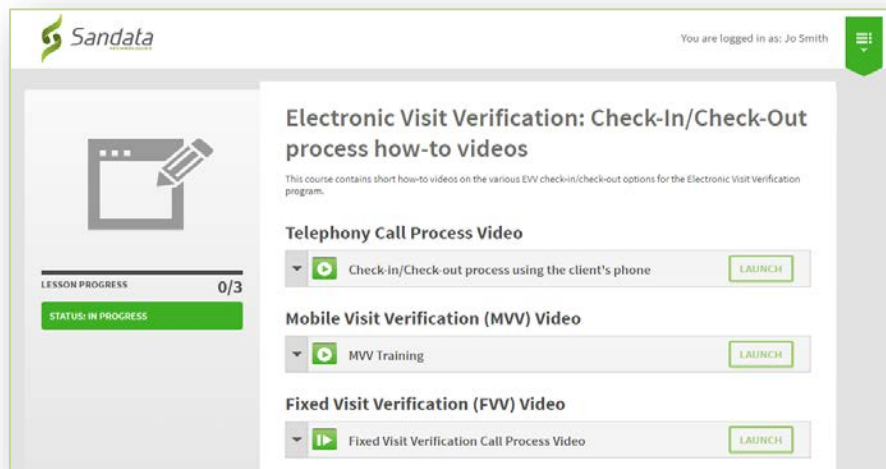 Sandata
You are logged in as: Jo Smith
Electronic Visit Verification: Check-In/Check-Out
process how-to videos
This course contains short how-to videos on the various EVV check-in/check-out options for the Electronic Visit Verification
program.
LESSON PROGRESS 0/3
STATUS: IN PROGRESS
Telephony Call Process Video
Check-in/Check-out process using the client's phone LAUNCH
Mobile Visit Verification (MVV) Video
MVV Training LAUNCH
Fixed Visit Verification (FVV) Video
Fixed Visit Verification Call Process Video LAUNCH